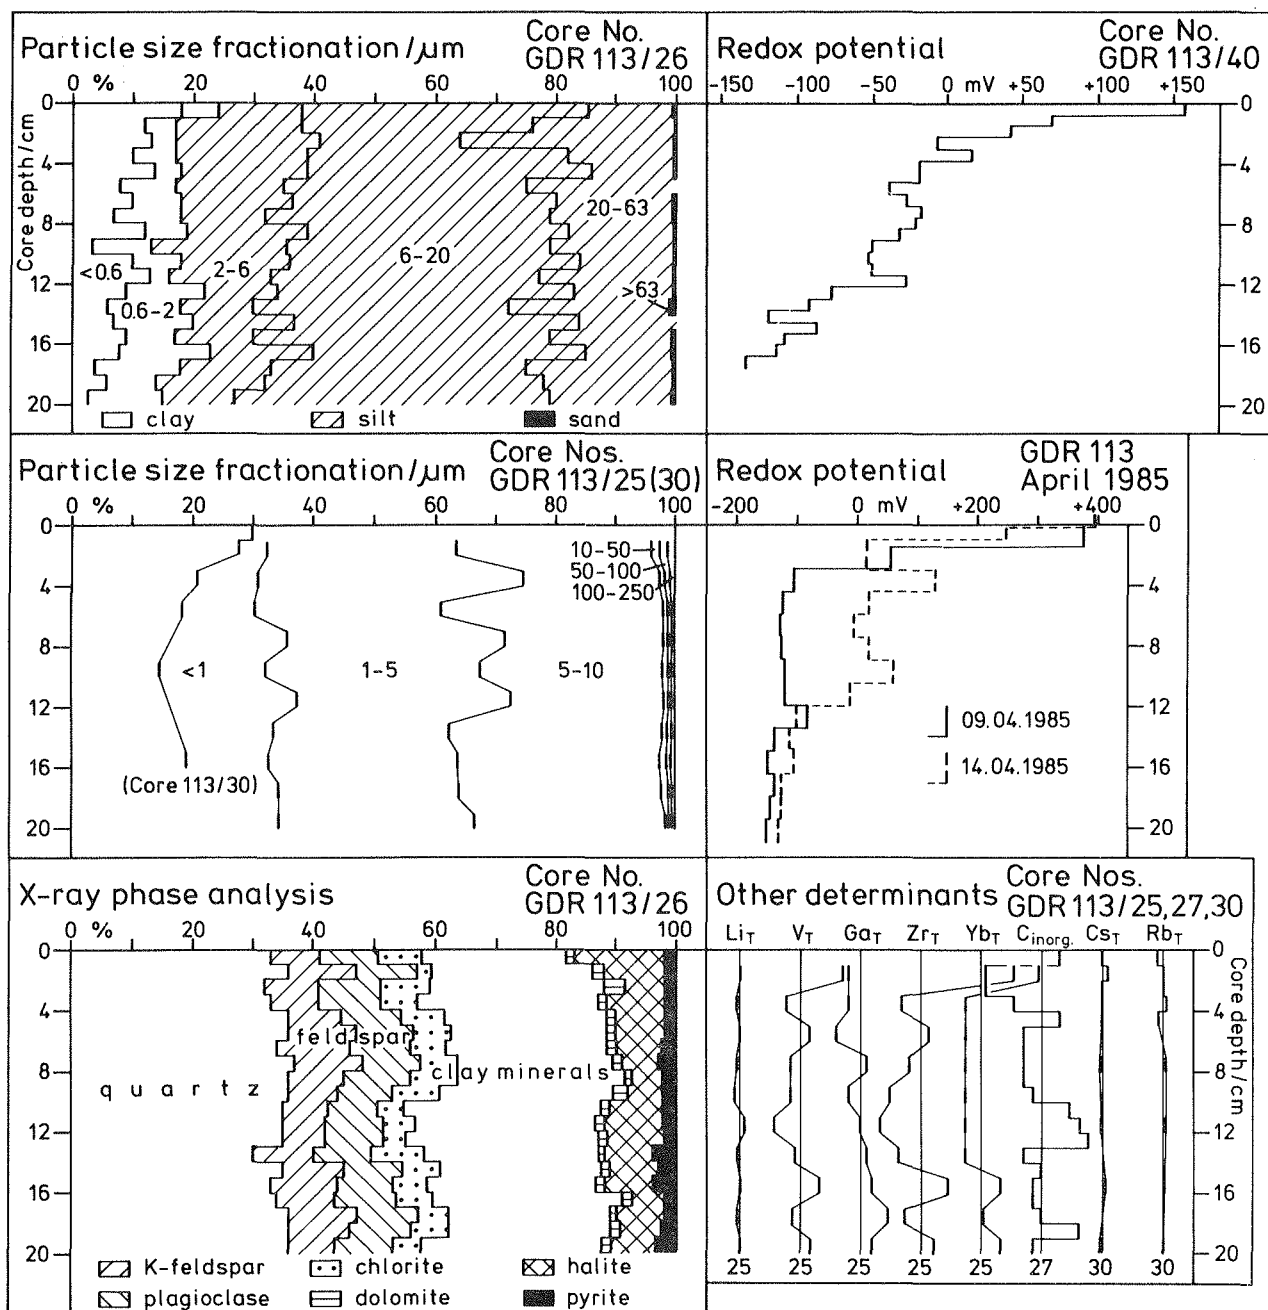 Particle size fractionation /µm
Core No.
GDR 113/26
0 % 20 40 60 80 100
Core depth/cm
0
4
8
12
16
20
<0.6
0.6-2
2-6
6-20
20-63
>63
clay silt sand
Redox potential
Core No.
GDR 113/40
-150 -100 -50 0 mV +50 +100 +150
0
4
8
12
16
20
Particle size fractionation/µm
Core Nos.
GDR 113/25(30)
0 % 20 40 60 80 100
0
4
8
12
16
20
10-50
50-100
100-250
<1
1-5
5-10
(Core 113/30)
Redox potential
GDR 113
April 1985
-200 0 mV +200 +400
0
4
8
12
16
20
09.04.1985
14.04.1985
X-ray phase analysis
Core No.
GDR 113/26
0 % 20 40 60 80 100
0
4
8
12
16
20
quartz
feldspar
clay minerals
K-feldspar chlorite halite
plagioclase dolomite pyrite
Other determinants
Core Nos.
GDR 113/25,27,30
LiT VT GaT ZrT YbT Cinorg. CsT RbT
0
4
8
12
16
20
Core depth/cm
25 25 25 25 25 27 30 30